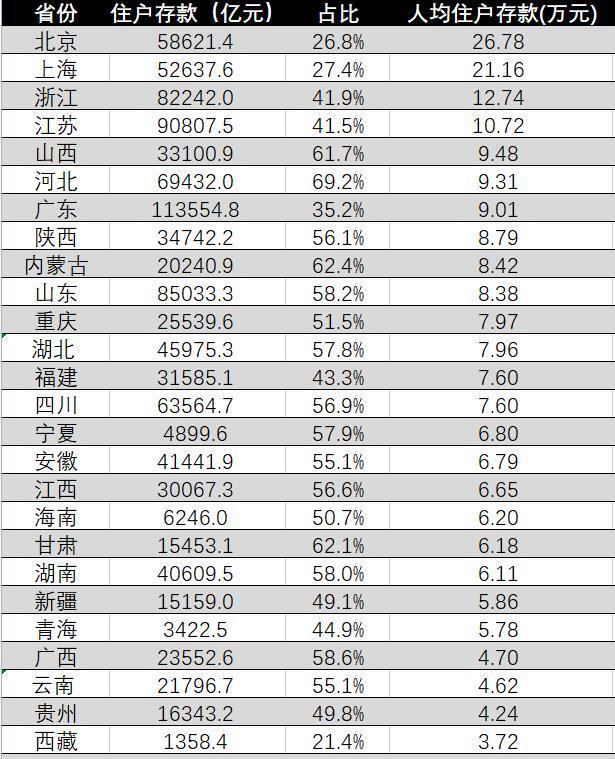 省份 住户存款（亿元） 占比 人均住户存款(万元)
北京 58621.4 26.8% 26.78
上海 52637.6 27.4% 21.16
浙江 82242.0 41.9% 12.74
江苏 90807.5 41.5% 10.72
山西 33100.9 61.7% 9.48
河北 69432.0 69.2% 9.31
广东 113554.8 35.2% 9.01
陕西 34742.2 56.1% 8.79
内蒙古 20240.9 62.4% 8.42
山东 85033.3 58.2% 8.38
重庆 25539.6 51.5% 7.97
湖北 45975.3 57.8% 7.96
福建 31585.1 43.3% 7.60
四川 63564.7 56.9% 7.60
宁夏 4899.6 57.9% 6.80
安徽 41441.9 55.1% 6.79
江西 30067.3 56.6% 6.65
海南 6246.0 50.7% 6.20
甘肃 15453.1 62.1% 6.18
湖南 40609.5 58.0% 6.11
新疆 15159.0 49.1% 5.86
青海 3422.5 44.9% 5.78
广西 23552.6 58.6% 4.70
云南 21796.7 55.1% 4.62
贵州 16343.2 49.8% 4.24
西藏 1358.4 21.4% 3.72